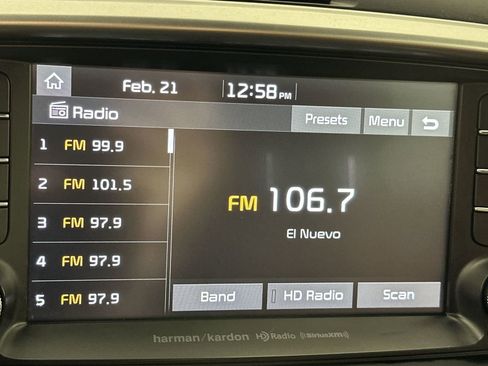 Feb. 21 12:58 PM
Radio Presets Menu
1 FM 99.9
2 FM 101.5
3 FM 97.9
4 FM 97.9
5 FM 97.9
FM 106.7
El Nuevo
Band HD Radio Scan
harman/kardon HD Radio SiriusXM